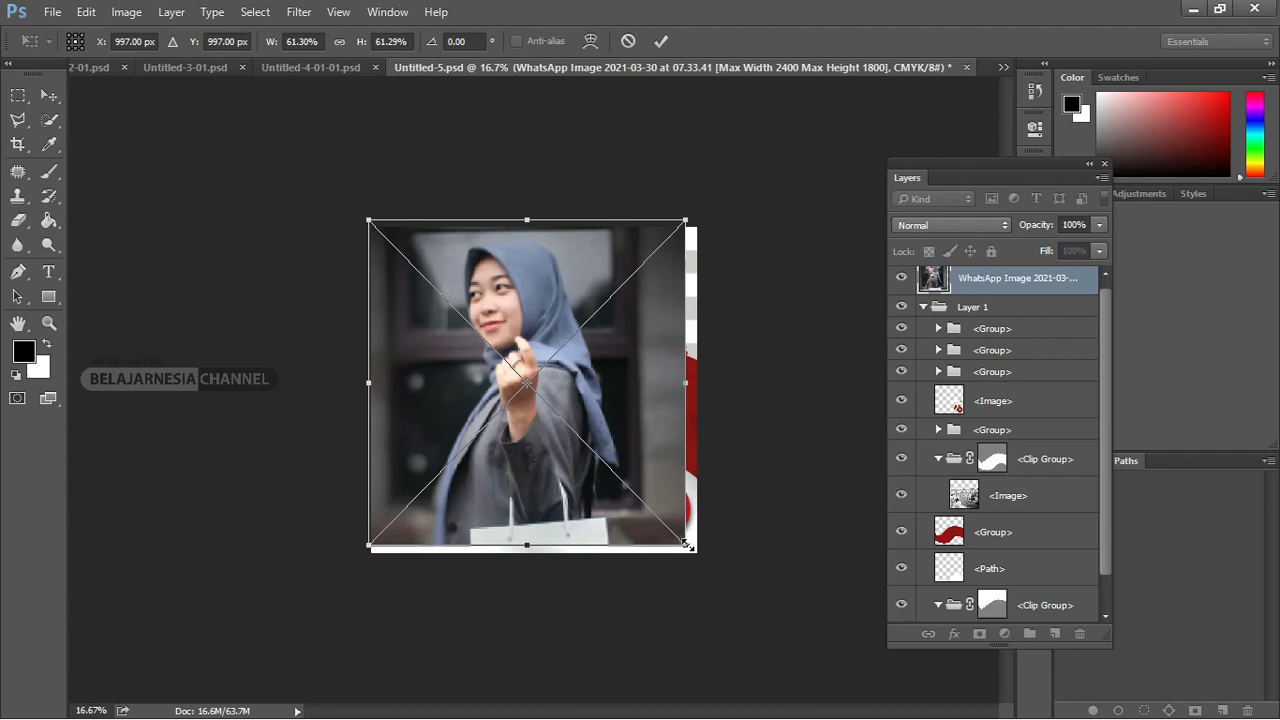 Ps File Edit Image Layer Type Select Filter View Window Help
X: 997.00 px Y: 997.00 px W: 61.30% H: 61.29% 0.00 ° Anti-alias Essentials
2-01.psd × Untitled-3-01.psd × Untitled-4-01-01.psd × Untitled-5.psd @ 16.7% (WhatsApp Image 2021-03-30 at 07.33.41 [Max Width 2400 Max Height 1800], CMYK/8#) * ×
Color Swatches
Layers
Kind
Adjustments Styles
Normal Opacity: 100%
Lock: Fill: 100%
WhatsApp Image 2021-03-...
Layer 1
<Group>
<Group>
<Group>
<Image>
<Group>
<Clip Group>
<Image>
<Group>
<Path>
<Clip Group>
Paths
BELAJARNESIA CHANNEL
16.67% Doc: 16.6M/63.7M